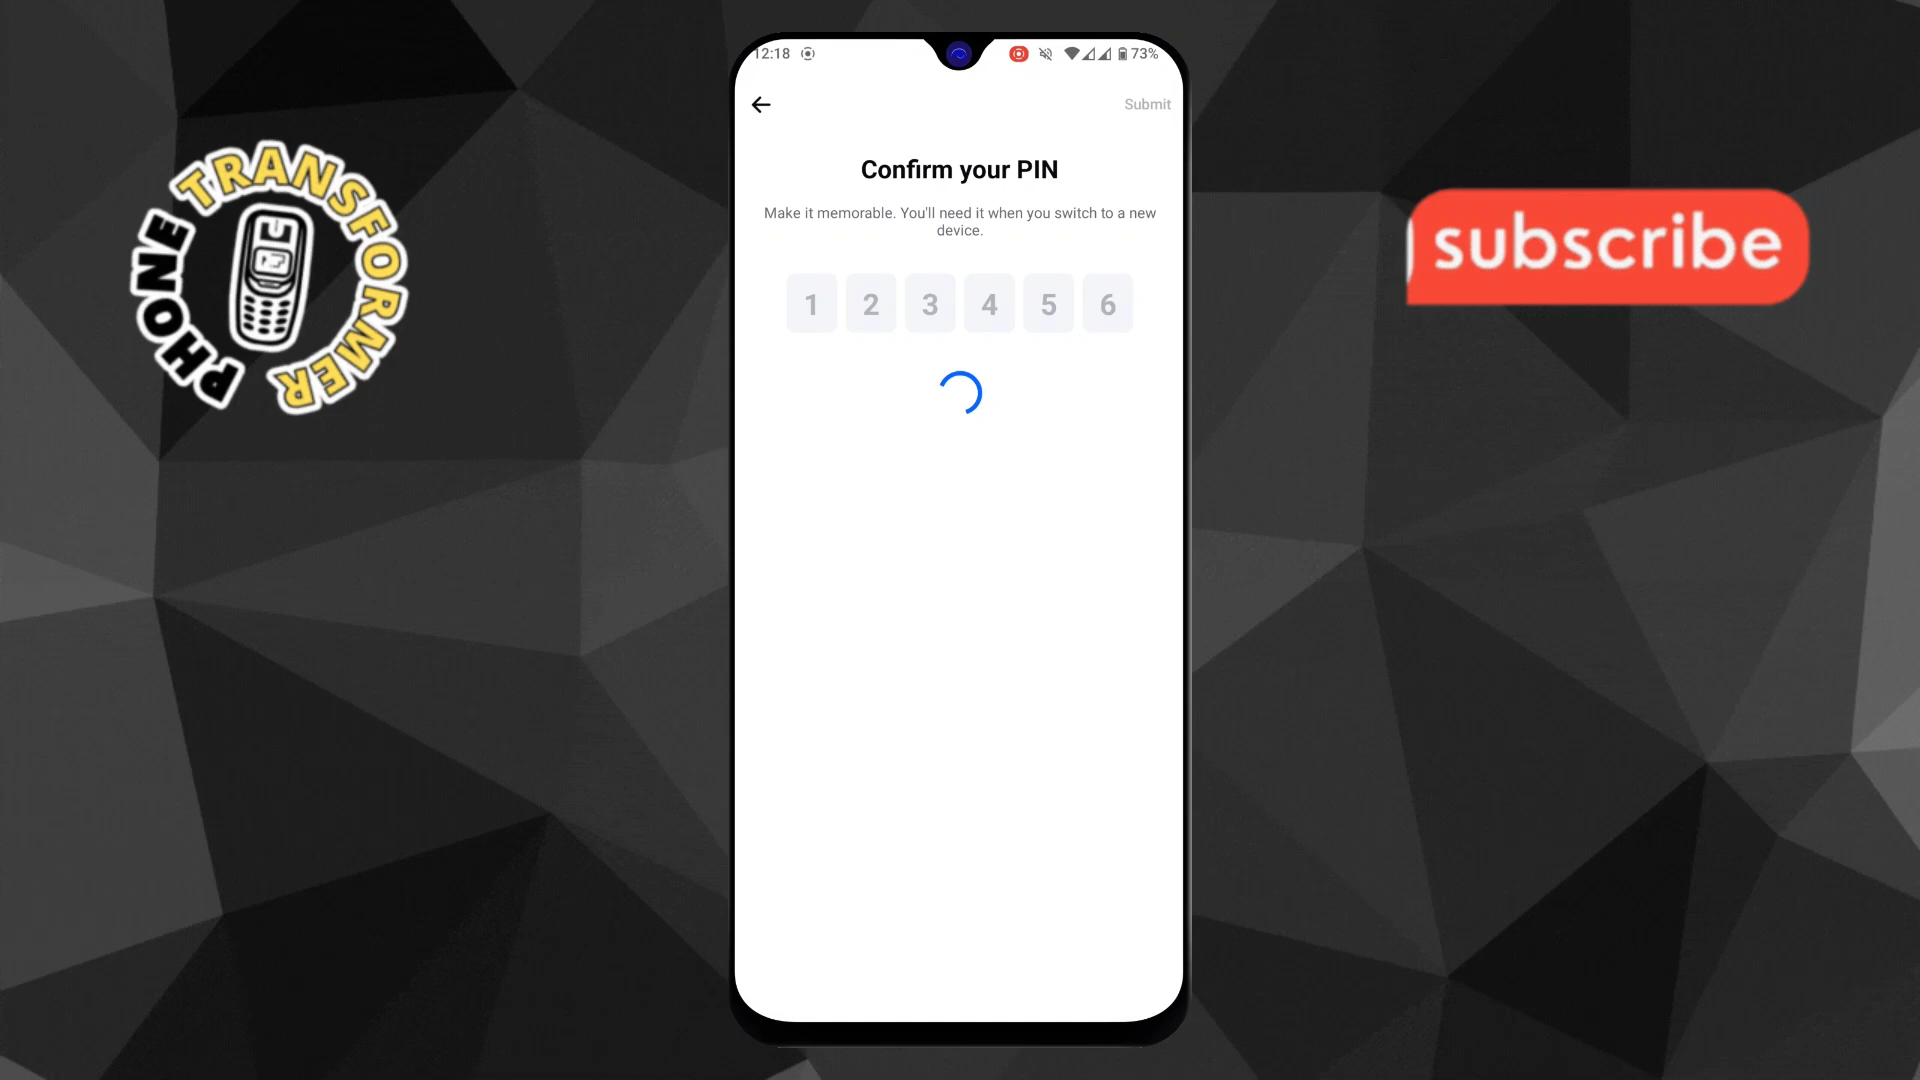 PHONE TRANSFORMER
12:18
73%
Submit
Confirm your PIN
Make it memorable. You'll need it when you switch to a new
device.
1 2 3 4 5 6
subscribe